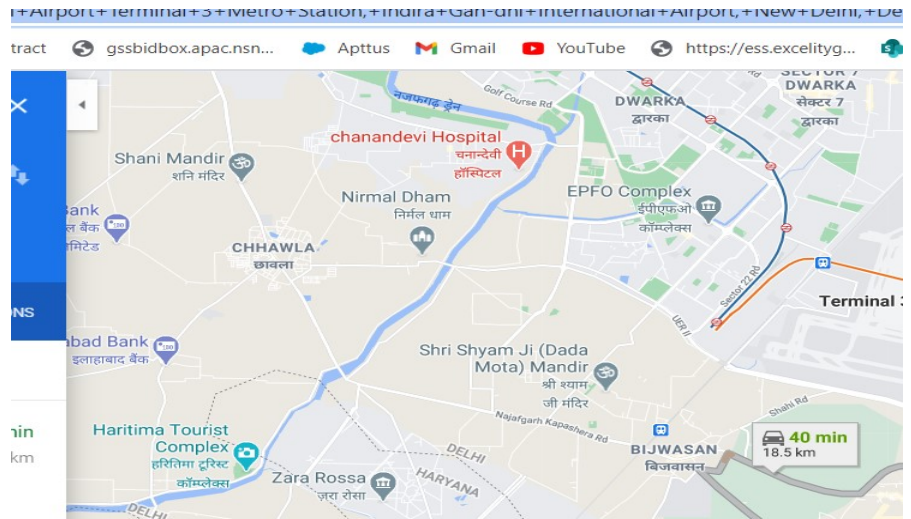 l+Airport+Terminal+3+Metro+Station,+Indira+Gan-dhi+International+Airport,+New+Delhi,+De
tract gssbidbox.apac.nsn... Apttus Gmail YouTube https://ess.excelityg...
नजफगढ़ ड्रेन
Golf Course Rd
DWARKA
द्वारका
SECTOR 7
DWARKA
सेक्टर 7
द्वारका
chanandevi Hospital
चनान्देवी
हॉस्पिटल
Shani Mandir
शनि मंदिर
Nirmal Dham
निर्मल धाम
EPFO Complex
ईपीएफओ
कॉम्प्लेक्स
Bank
ल बैंक
मिटेड
CHHAWLA
छावला
Sector 22 Rd
UER II
Terminal 3
ONS
abad Bank
इलाहाबाद बैंक
Shri Shyam Ji (Dada
Mota) Mandir
श्री श्याम
जी मंदिर
Shahi Rd
Najafgarh Kapashera Rd
min
km
Haritima Tourist
Complex
हरितिमा टूरिस्ट
कॉम्प्लेक्स
BIJWASAN
बिजवासन
40 min
18.5 km
DELHI
HARYANA
Zara Rossa
ज़रा रोसा
DELHI